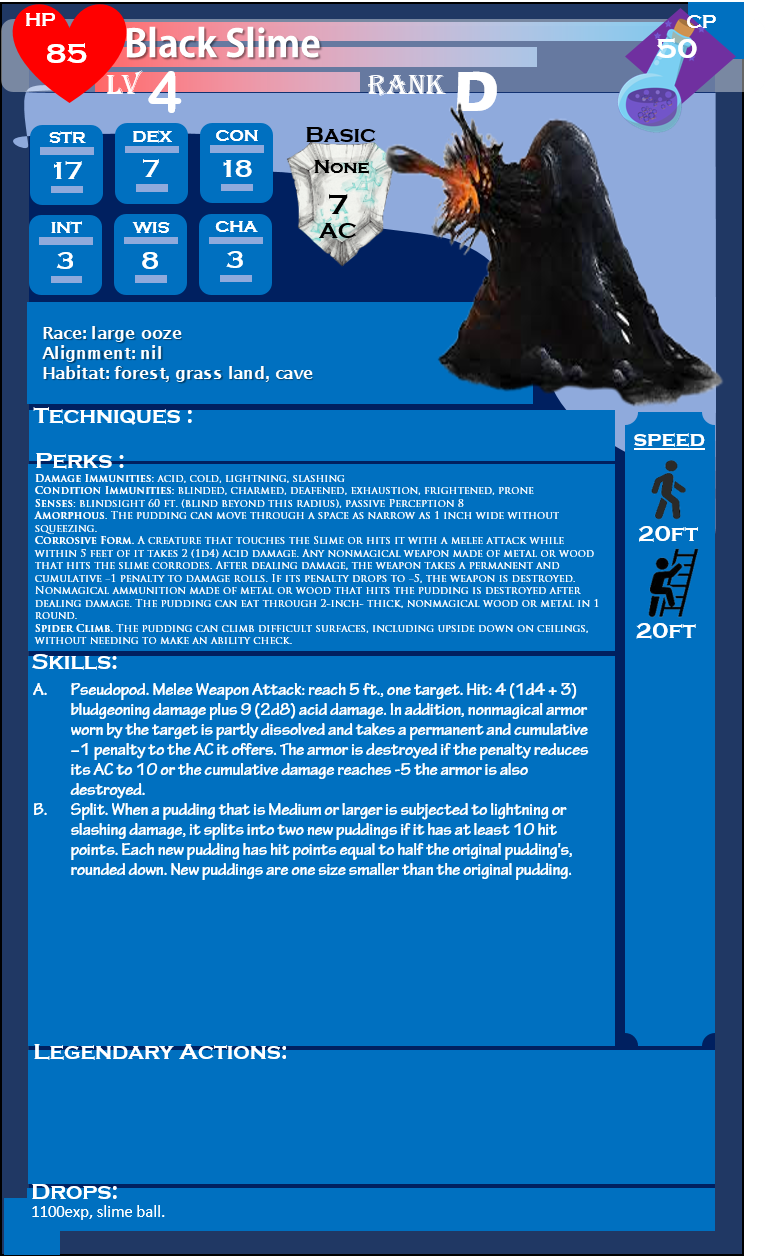 HP
85
Black Slime
CP
50
LV 4
RANK D
STR
17
DEX
7
CON
18
INT
3
WIS
8
CHA
3
Basic
None
7
AC
Race: large ooze
Alignment: nil
Habitat: forest, grass land, cave
Techniques :
Perks :
Damage Immunities: acid, cold, lightning, slashing
Condition Immunities: blinded, charmed, deafened, exhaustion, frightened, prone
Senses: blindsight 60 ft. (blind beyond this radius), passive Perception 8
Amorphous. The pudding can move through a space as narrow as 1 inch wide without
squeezing.
Corrosive Form. A creature that touches the Slime or hits it with a melee attack while
within 5 feet of it takes 2 (1d4) acid damage. Any nonmagical weapon made of metal or wood
that hits the slime corrodes. After dealing damage, the weapon takes a permanent and
cumulative –1 penalty to damage rolls. If its penalty drops to –5, the weapon is destroyed.
Nonmagical ammunition made of metal or wood that hits the pudding is destroyed after
dealing damage. The pudding can eat through 2-inch- thick, nonmagical wood or metal in 1
round.
Spider Climb. The pudding can climb difficult surfaces, including upside down on ceilings,
without needing to make an ability check.
SPEED
20FT
20FT
Skills:
A. Pseudopod. Melee Weapon Attack: reach 5 ft., one target. Hit: 4 (1d4 + 3)
bludgeoning damage plus 9 (2d8) acid damage. In addition, nonmagical armor
worn by the target is partly dissolved and takes a permanent and cumulative
–1 penalty to the AC it offers. The armor is destroyed if the penalty reduces
its AC to 10 or the cumulative damage reaches -5 the armor is also
destroyed.
B. Split. When a pudding that is Medium or larger is subjected to lightning or
slashing damage, it splits into two new puddings if it has at least 10 hit
points. Each new pudding has hit points equal to half the original pudding's,
rounded down. New puddings are one size smaller than the original pudding.
Legendary Actions:
Drops:
1100exp, slime ball.